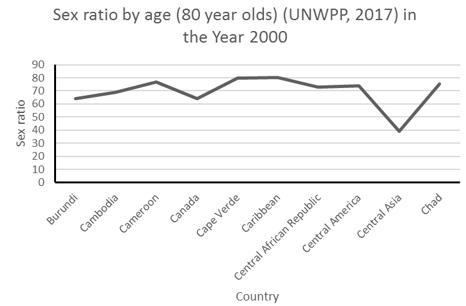 Sex ratio by age (80 year olds) (UNWPP, 2017) in
the Year 2000
90
80
70
60
50
40
30
20
10
0
Sex ratio
Burundi
Cambodia
Cameroon
Canada
Cape Verde
Caribbean
Central African Republic
Central America
Central Asia
Chad
Country